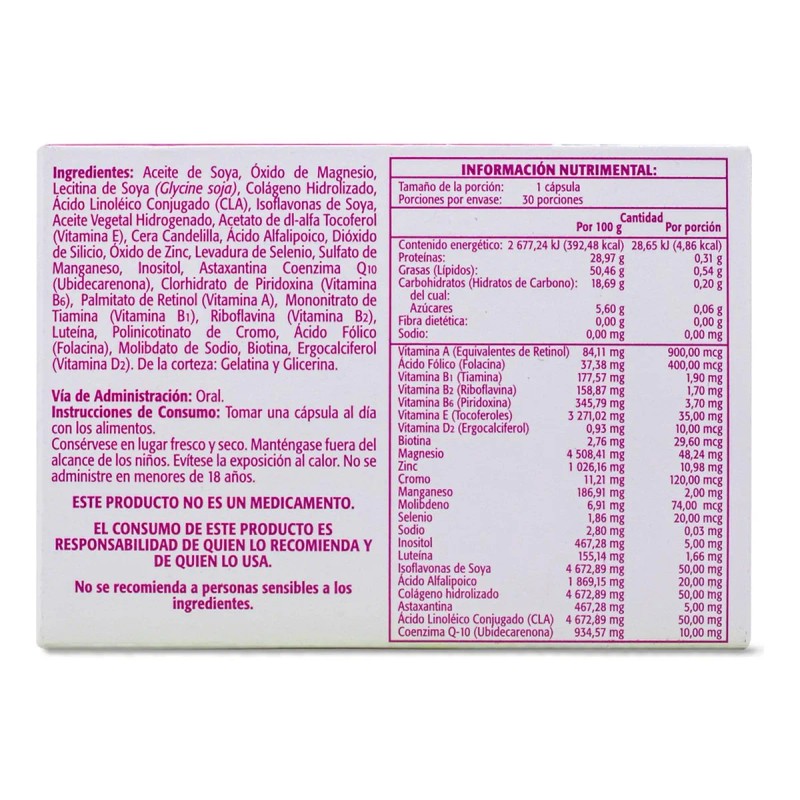 Ingredientes: Aceite de Soya, Óxido de Magnesio,
Lecitina de Soya (Glycine soja), Colágeno Hidrolizado,
Ácido Linoléico Conjugado (CLA), Isoflavonas de Soya,
Aceite Vegetal Hidrogenado, Acetato de dl-alfa Tocoferol
(Vitamina E), Cera Candelilla, Ácido Alfalipoico, Dióxido
de Silicio, Óxido de Zinc, Levadura de Selenio, Sulfato de
Manganeso, Inositol, Astaxantina Coenzima Q10
(Ubidecarenona), Clorhidrato de Piridoxina (Vitamina
B6), Palmitato de Retinol (Vitamina A), Mononitrato de
Tiamina (Vitamina B1), Riboflavina (Vitamina B2),
Luteína, Polinicotinato de Cromo, Ácido Fólico
(Folacina), Molibdato de Sodio, Biotina, Ergocalciferol
(Vitamina D2). De la corteza: Gelatina y Glicerina.
Vía de Administración: Oral.
Instrucciones de Consumo: Tomar una cápsula al día
con los alimentos.
Consérvese en lugar fresco y seco. Manténgase fuera del
alcance de los niños. Evítese la exposición al calor. No se
administre en menores de 18 años.
ESTE PRODUCTO NO ES UN MEDICAMENTO.
EL CONSUMO DE ESTE PRODUCTO ES
RESPONSABILIDAD DE QUIEN LO RECOMIENDA Y
DE QUIEN LO USA.
No se recomienda a personas sensibles a los
ingredientes.
INFORMACIÓN NUTRIMENTAL:
Tamaño de la porción: 1 cápsula
Porciones por envase: 30 porciones
Cantidad
Por 100 g Por porción
Contenido energético: 2 677,24 kJ (392,48 kcal) 28,65 kJ (4,86 kcal)
Proteínas: 28,97 g 0,31 g
Grasas (Lípidos): 50,46 g 0,54 g
Carbohidratos (Hidratos de Carbono): 18,69 g 0,20 g
del cual:
Azúcares 5,60 g 0,06 g
Fibra dietética: 0,00 g 0,00 g
Sodio: 0,00 mg 0,00 mg
Vitamina A (Equivalentes de Retinol) 84,11 mg 900,00 mcg
Ácido Fólico (Folacina) 37,38 mg 400,00 mcg
Vitamina B1 (Tiamina) 177,57 mg 1,90 mg
Vitamina B2 (Riboflavina) 158,87 mg 1,70 mg
Vitamina B6 (Piridoxina) 345,79 mg 3,70 mg
Vitamina E (Tocoferoles) 3 271,02 mg 35,00 mg
Vitamina D2 (Ergocalciferol) 0,93 mg 10,00 mcg
Biotina 2,76 mg 29,60 mcg
Magnesio 4 508,41 mg 48,24 mg
Zinc 1 026,16 mg 10,98 mg
Cromo 11,21 mg 120,00 mcg
Manganeso 186,91 mg 2,00 mg
Molibdeno 6,91 mg 74,00 mcg
Selenio 1,86 mg 20,00 mcg
Sodio 2,80 mg 0,03 mg
Inositol 467,28 mg 5,00 mg
Luteína 155,14 mg 1,66 mg
Isoflavonas de Soya 4 672,89 mg 50,00 mg
Ácido Alfalipoico 1 869,15 mg 20,00 mg
Colágeno hidrolizado 4 672,89 mg 50,00 mg
Astaxantina 467,28 mg 5,00 mg
Ácido Linoléico Conjugado (CLA) 4 672,89 mg 50,00 mg
Coenzima Q-10 (Ubidecarenona) 934,57 mg 10,00 mg